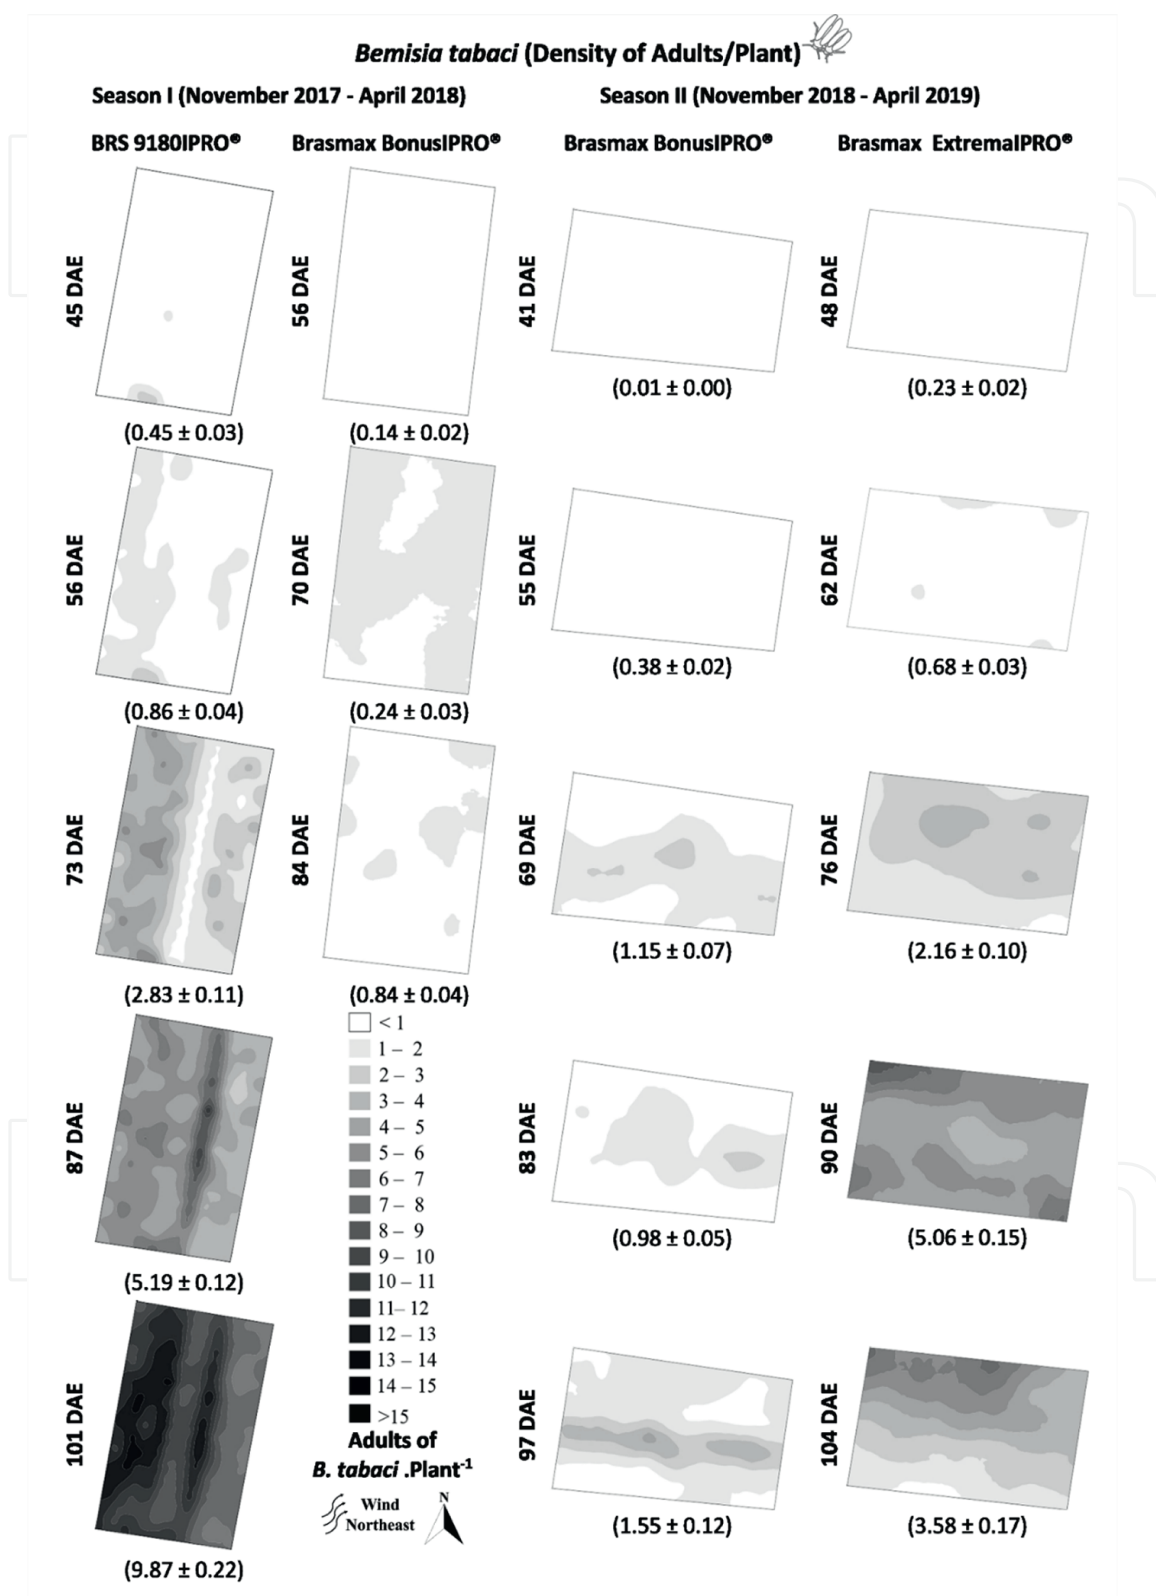 Bemisia tabaci (Density of Adults/Plant)
Season I (November 2017 - April 2018)
Season II (November 2018 - April 2019)
BRS 9180IPRO®
Brasmax BonusIPRO®
Brasmax BonusIPRO®
Brasmax ExtremaIPRO®
45 DAE
56 DAE
41 DAE
48 DAE
(0.45 ± 0.03)
(0.14 ± 0.02)
(0.01 ± 0.00)
(0.23 ± 0.02)
56 DAE
70 DAE
55 DAE
62 DAE
(0.86 ± 0.04)
(0.24 ± 0.03)
(0.38 ± 0.02)
(0.68 ± 0.03)
73 DAE
84 DAE
69 DAE
76 DAE
(2.83 ± 0.11)
(0.84 ± 0.04)
(1.15 ± 0.07)
(2.16 ± 0.10)
87 DAE
83 DAE
90 DAE
(5.19 ± 0.12)
(0.98 ± 0.05)
(5.06 ± 0.15)
101 DAE
97 DAE
104 DAE
(9.87 ± 0.22)
(1.55 ± 0.12)
(3.58 ± 0.17)
< 1
1 – 2
2 – 3
3 – 4
4 – 5
5 – 6
6 – 7
7 – 8
8 – 9
9 – 10
10 – 11
11– 12
12 – 13
13 – 14
14 – 15
>15
Adults of
B. tabaci .Plant-1
Wind
Northeast
N